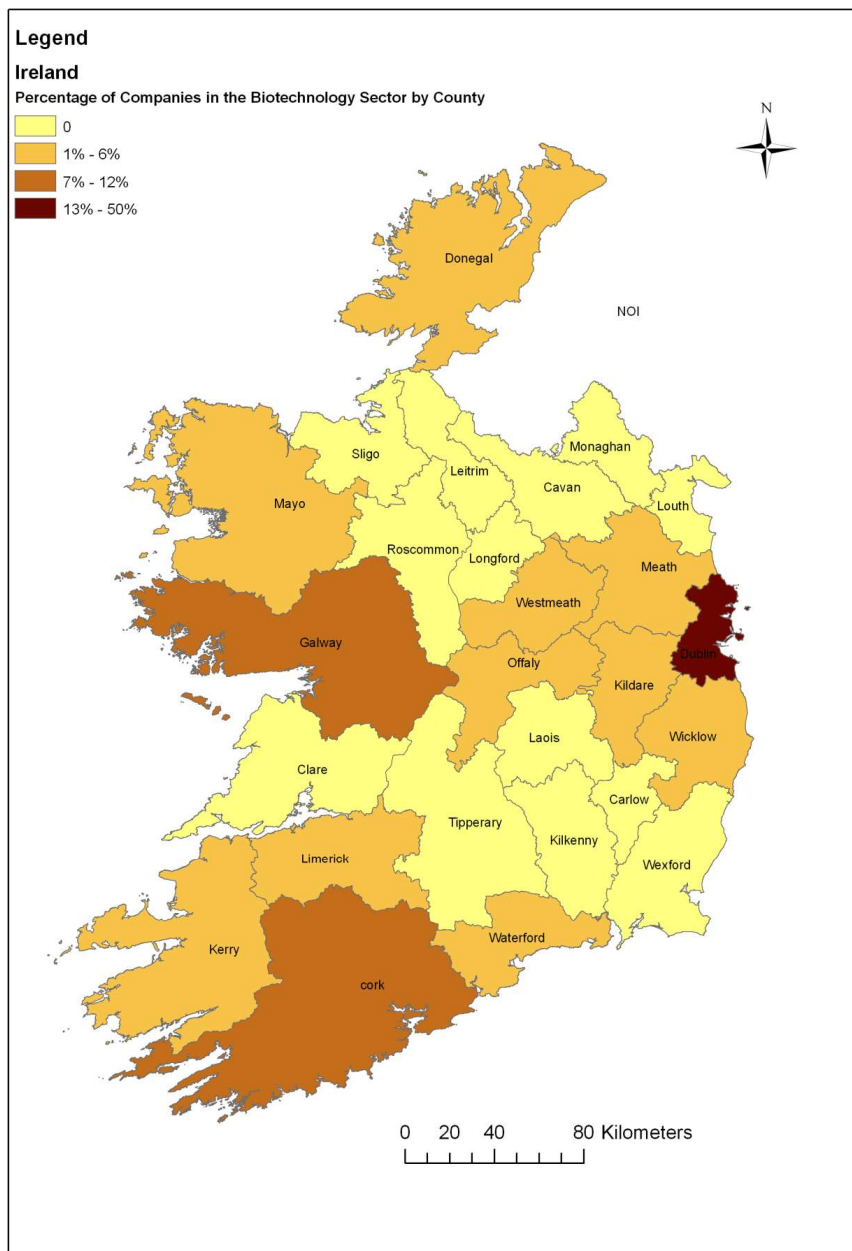 Legend
Ireland
Percentage of Companies in the Biotechnology Sector by County
0
1% - 6%
7% - 12%
13% - 50%
N
Donegal
NOI
Monaghan
Sligo
Leitrim
Cavan
Mayo
Louth
Roscommon
Longford
Meath
Westmeath
Galway
Dublin
Offaly
Kildare
Laois
Wicklow
Clare
Carlow
Tipperary
Kilkenny
Limerick
Wexford
Waterford
Kerry
cork
0 20 40 80 Kilometers